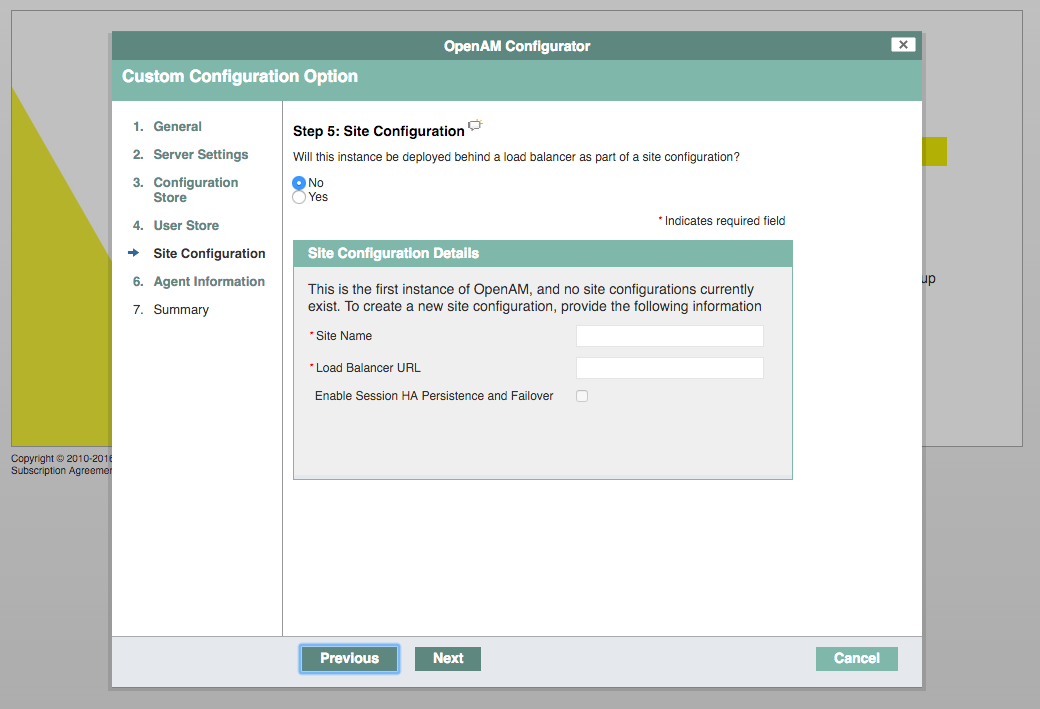 OpenAM Configurator
Custom Configuration Option
1. General
2. Server Settings
3. Configuration
Store
4. User Store
Site Configuration
6. Agent Information
7. Summary
Step 5: Site Configuration
Will this instance be deployed behind a load balancer as part of a site configuration?
No
Yes
* Indicates required field
Site Configuration Details
This is the first instance of OpenAM, and no site configurations currently
exist. To create a new site configuration, provide the following information
* Site Name
* Load Balancer URL
Enable Session HA Persistence and Failover
Previous
Next
Cancel
up
Copyright © 2010-2016
Subscription Agreemen